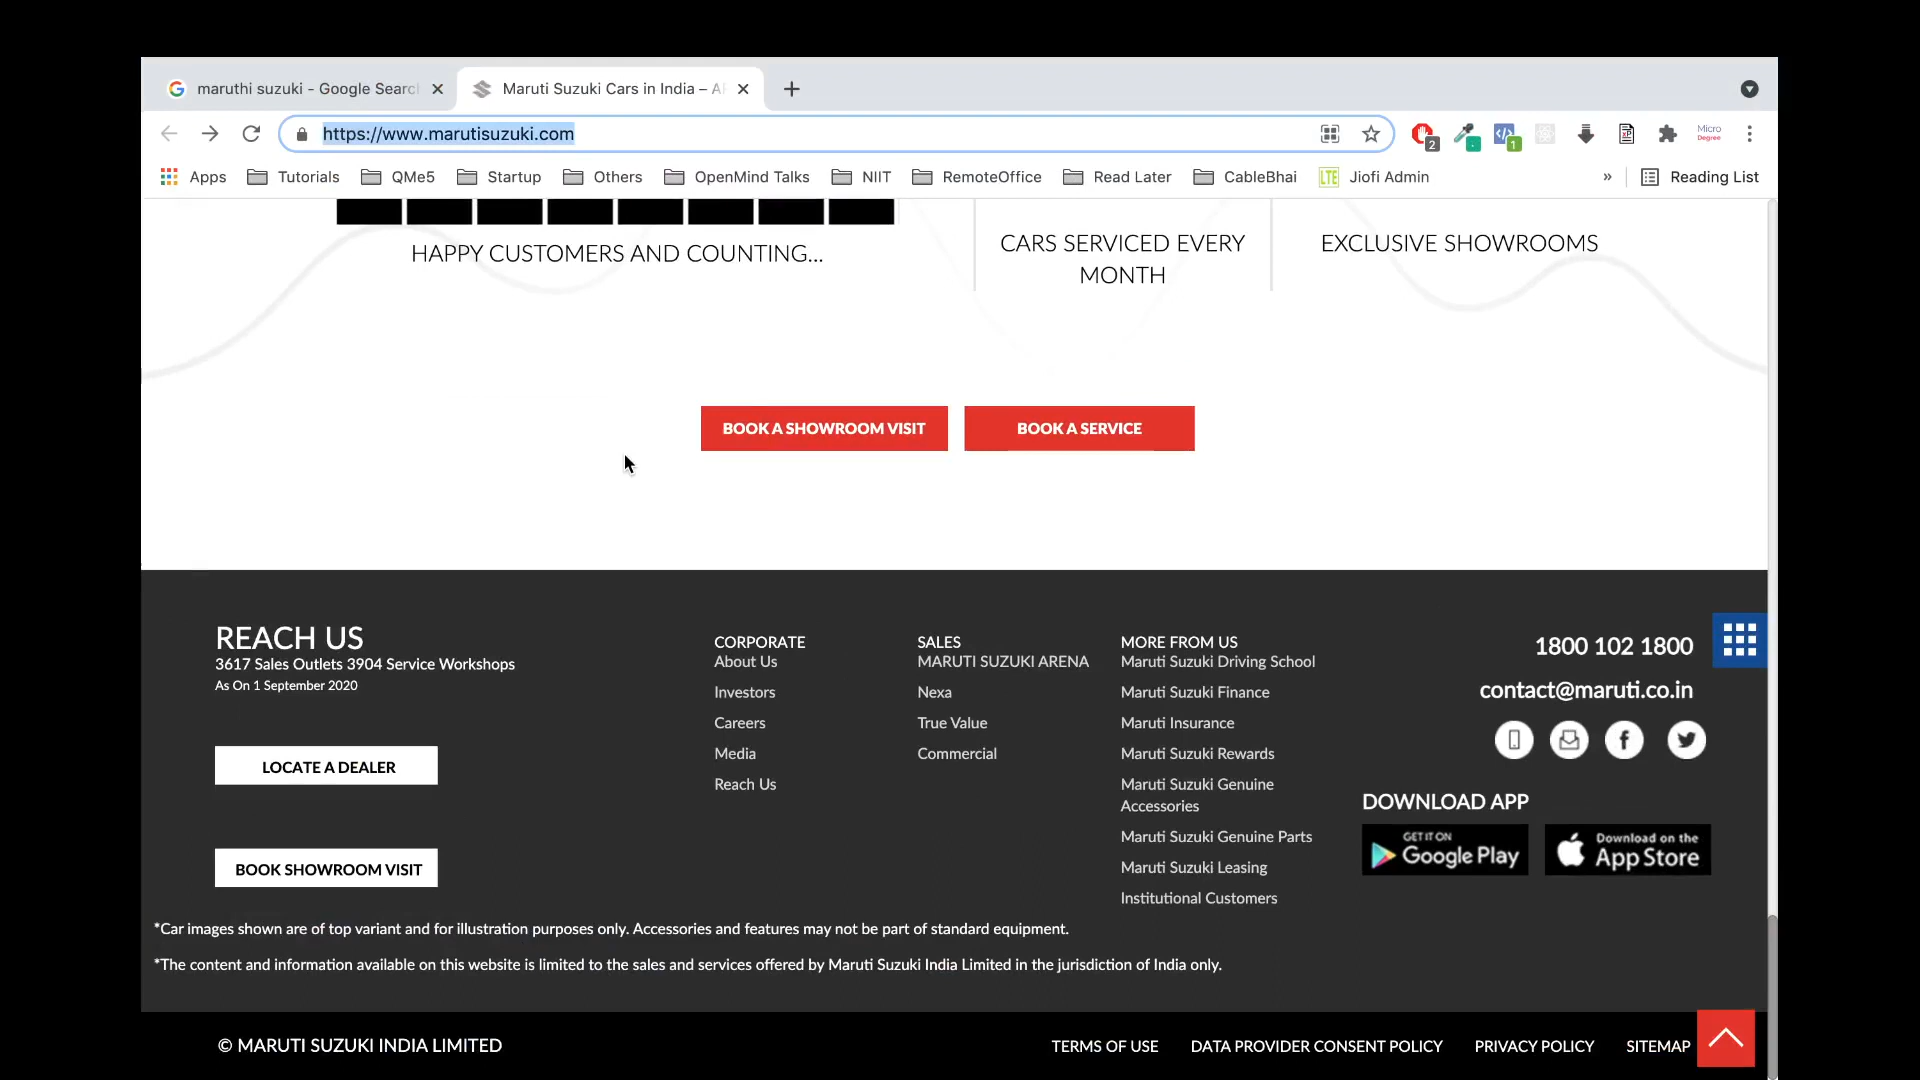 maruthi suzuki - Google Searc
Maruti Suzuki Cars in India – A
https://www.marutisuzuki.com
2
1
Micro
Degree
Apps
Tutorials
QMe5
Startup
Others
OpenMind Talks
NIIT
RemoteOffice
Read Later
CableBhai
LTE
Jiofi Admin
»
Reading List
HAPPY CUSTOMERS AND COUNTING...
CARS SERVICED EVERY
MONTH
EXCLUSIVE SHOWROOMS
BOOK A SHOWROOM VISIT
BOOK A SERVICE
REACH US
3617 Sales Outlets 3904 Service Workshops
As On 1 September 2020
LOCATE A DEALER
BOOK SHOWROOM VISIT
CORPORATE
About Us
Investors
Careers
Media
Reach Us
SALES
MARUTI SUZUKI ARENA
Nexa
True Value
Commercial
MORE FROM US
Maruti Suzuki Driving School
Maruti Suzuki Finance
Maruti Insurance
Maruti Suzuki Rewards
Maruti Suzuki Genuine
Accessories
Maruti Suzuki Genuine Parts
Maruti Suzuki Leasing
Institutional Customers
1800 102 1800
contact@maruti.co.in
DOWNLOAD APP
GET IT ON
Google Play
Download on the
App Store
*Car images shown are of top variant and for illustration purposes only. Accessories and features may not be part of standard equipment.
*The content and information available on this website is limited to the sales and services offered by Maruti Suzuki India Limited in the jurisdiction of India only.
© MARUTI SUZUKI INDIA LIMITED
TERMS OF USE
DATA PROVIDER CONSENT POLICY
PRIVACY POLICY
SITEMAP